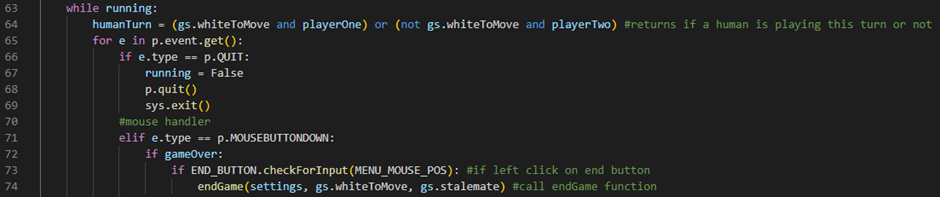 63 while running:
64 humanTurn = (gs.whiteToMove and playerOne) or (not gs.whiteToMove and playerTwo) #returns if a human is playing this turn or not
65 for e in p.event.get():
66 if e.type == p.QUIT:
67 running = False
68 p.quit()
69 sys.exit()
70 #mouse handler
71 elif e.type == p.MOUSEBUTTONDOWN:
72 if gameOver:
73 if END_BUTTON.checkForInput(MENU_MOUSE_POS): #if left click on end button
74 endGame(settings, gs.whiteToMove, gs.stalemate) #call endGame function